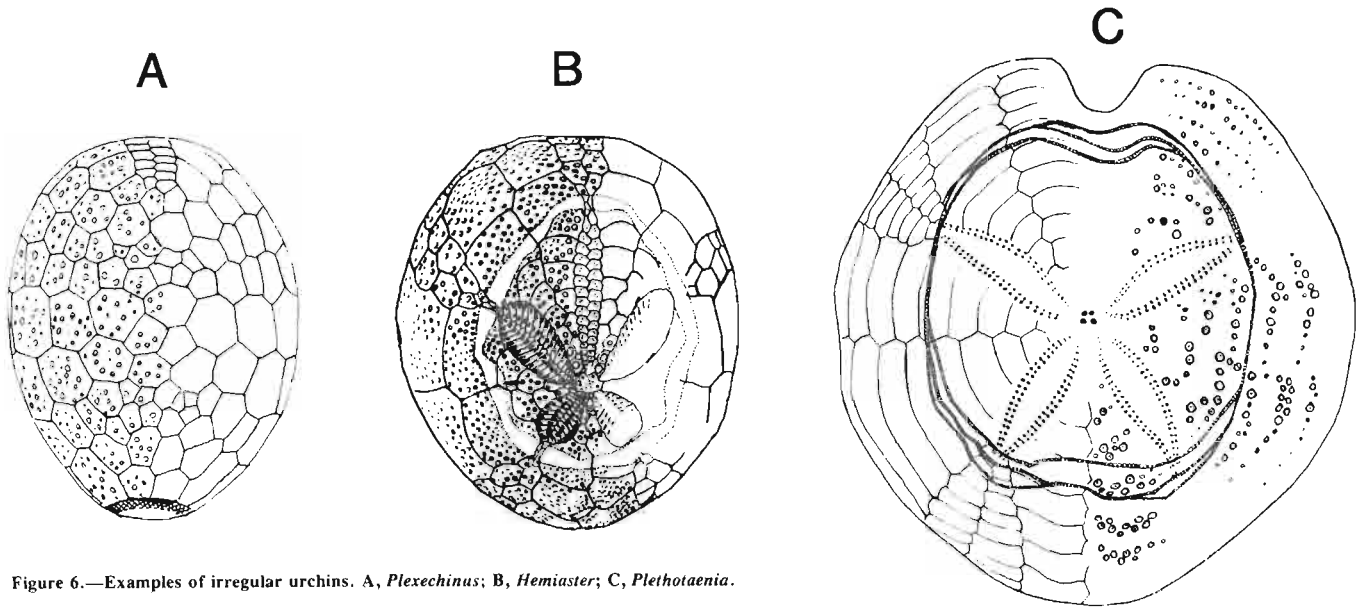 A
B
C
Figure 6.—Examples of irregular urchins. A, Plexechinus; B, Hemiaster; C, Plethotaenia.